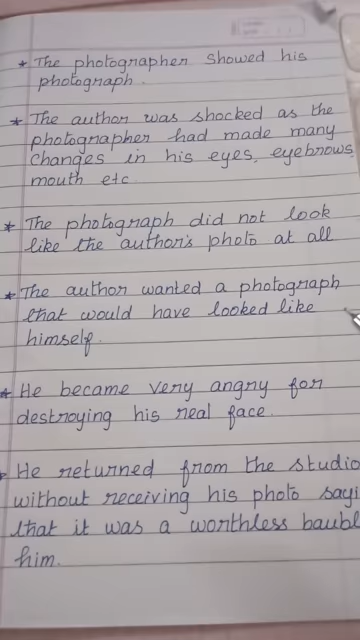 * The photographer showed his
photograph.
* The author was shocked as the
photographer had made many
changes in his eyes, eyebrows
mouth etc
* The photograph did not look
like the author's photo at all
* The author wanted a photograph
that would have looked like
himself.
* He became very angry for
destroying his real face.
* He returned from the studio
without receiving his photo sayi
that it was a worthless baubl
him.